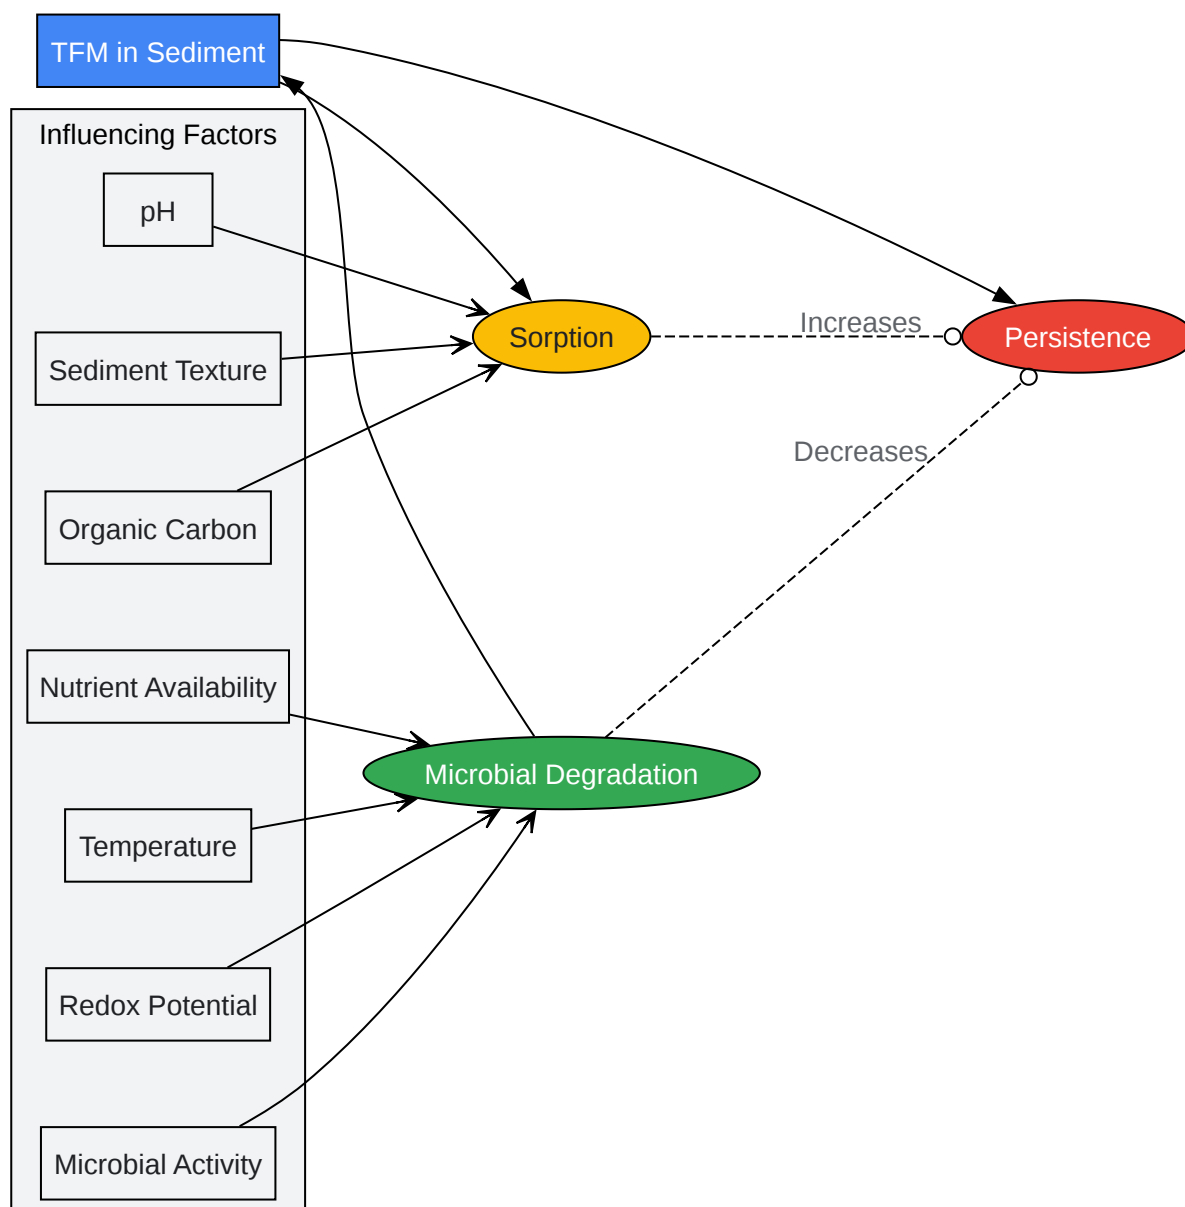 TFM in Sediment
Influencing Factors
pH
Sorption
Increases
Persistence
Sediment Texture
Decreases
Organic Carbon
Nutrient Availability
Microbial Degradation
Temperature
Redox Potential
Microbial Activity